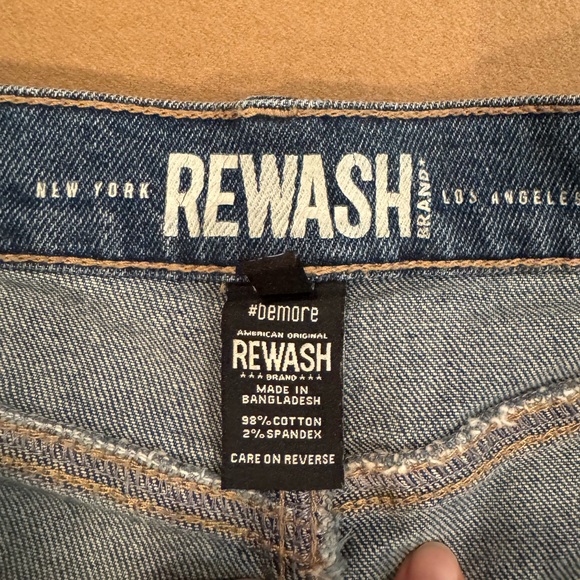 NEW YORK REWASH BRAND LOS ANGELES
#bemore
AMERICAN ORIGINAL
REWASH
★★★ BRAND ★★★
MADE IN
BANGLADESH
98% COTTON
2% SPANDEX
CARE ON REVERSE